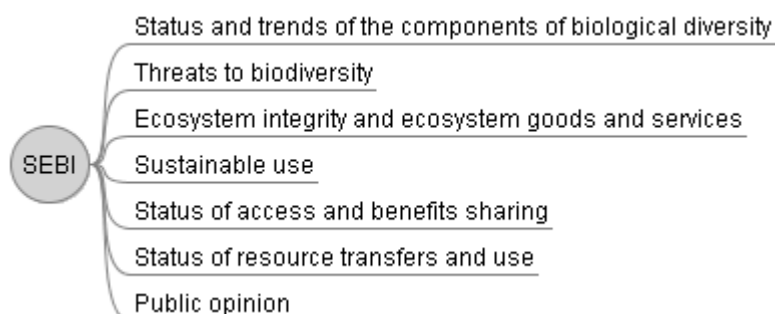 Status and trends of the components of biological diversity
Threats to biodiversity
Ecosystem integrity and ecosystem goods and services
SEBI
Sustainable use
Status of access and benefits sharing
Status of resource transfers and use
Public opinion